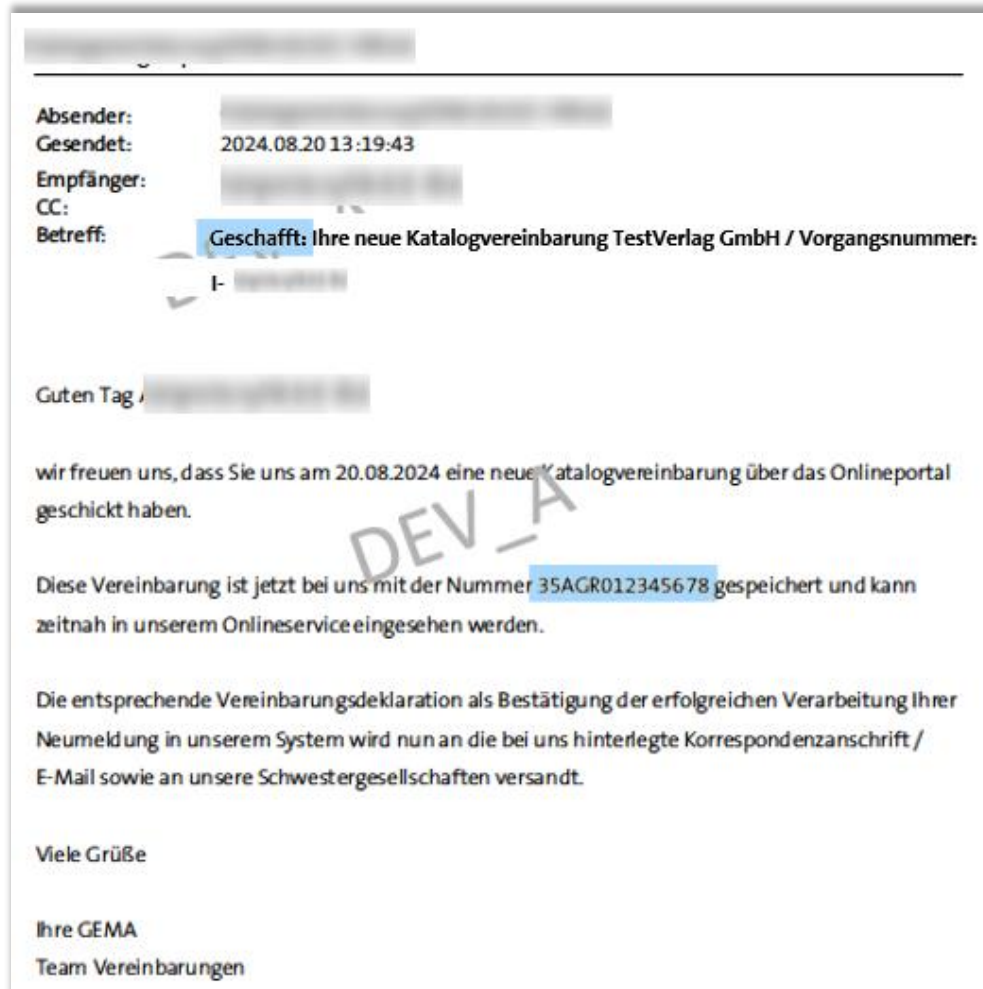 Absender:
Gesendet: 2024.08.20 13:19:43
Empfänger:
CC:
Betreff: Geschafft: Ihre neue Katalogvereinbarung TestVerlag GmbH / Vorgangsnummer:
I-
Guten Tag
wir freuen uns, dass Sie uns am 20.08.2024 eine neue Katalogvereinbarung über das Onlineportal
geschickt haben.
DEV_A
Diese Vereinbarung ist jetzt bei uns mit der Nummer 35AGR012345678 gespeichert und kann
zeitnah in unserem Onlineservice eingesehen werden.
Die entsprechende Vereinbarungsdeklaration als Bestätigung der erfolgreichen Verarbeitung Ihrer
Neumeldung in unserem System wird nun an die bei uns hinterlegte Korrespondenzanschrift /
E-Mail sowie an unsere Schwestergesellschaften versandt.
Viele Grüße
Ihre GEMA
Team Vereinbarungen